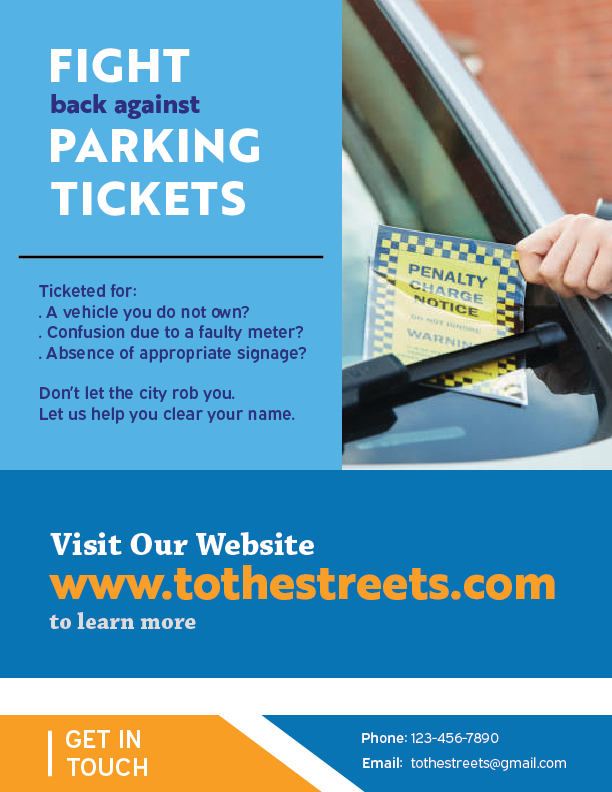 FIGHT
back against
PARKING
TICKETS
Ticketed for:
. A vehicle you do not own?
. Confusion due to a faulty meter?
. Absence of appropriate signage?
Don't let the city rob you.
Let us help you clear your name.
PENALTY
CHARGE
NOTICE
DO NOT IGNORE!
WARNING
Visit Our Website
www.tothestreets.com
to learn more
GET IN
TOUCH
Phone: 123-456-7890
Email: tothestreets@gmail.com